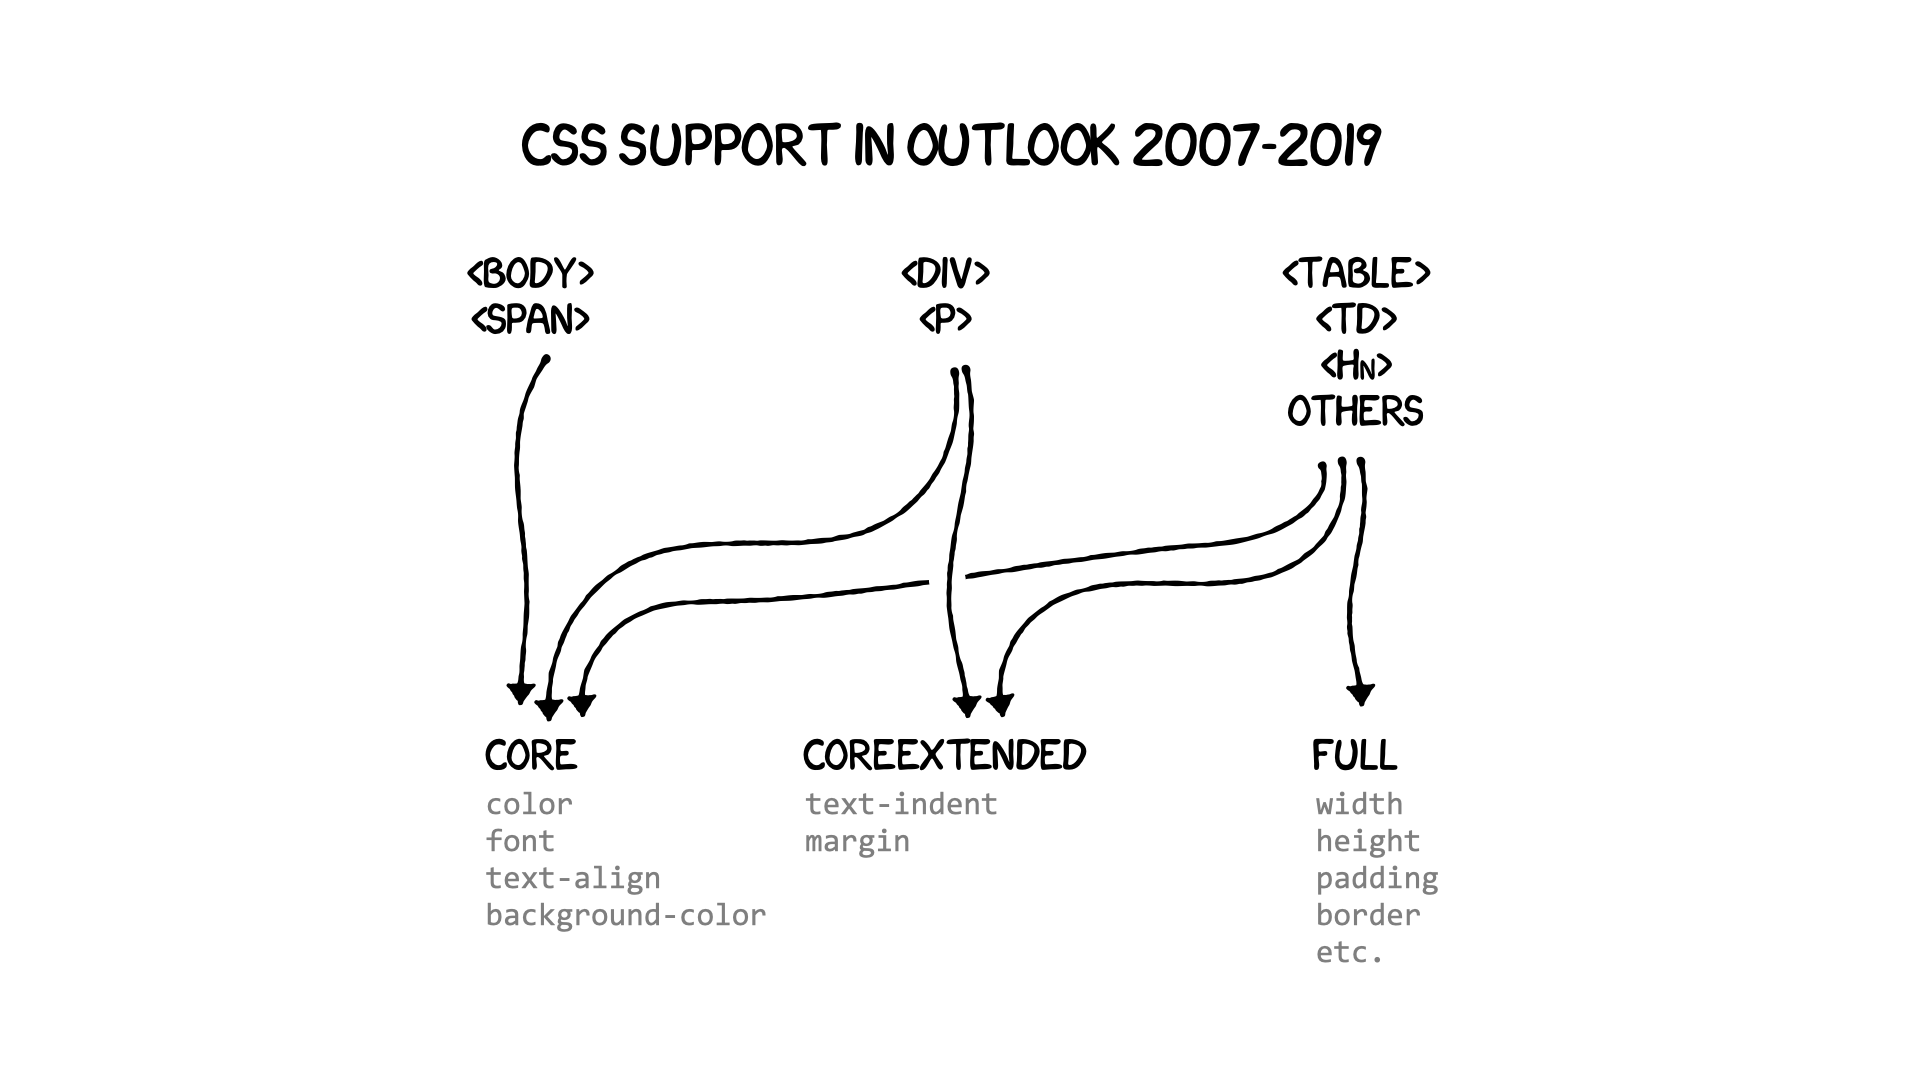 CSS SUPPORT IN OUTLOOK 2007-2019
<BODY>
<SPAN>
<DIV>
<P>
<TABLE>
<TD>
<HN>
OTHERS
CORE
color
font
text-align
background-color
COREEXTENDED
text-indent
margin
FULL
width
height
padding
border
etc.